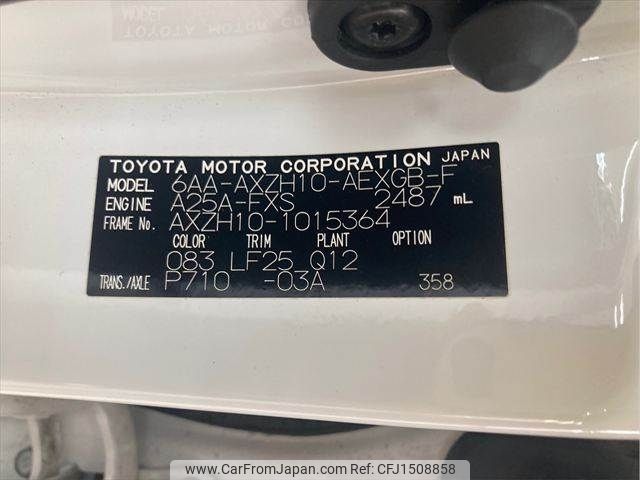 TOYOTA MOTOR CORPORATION JAPAN
MODEL 6AA-AXZH10-AEXGB-F
ENGINE A25A-FXS 2487 mL
FRAME No. AXZH10-1015364
COLOR TRIM PLANT OPTION
083 LF25 Q12
TRANS./AXLE P710 -03A 358
www.CarFromJapan.com © CarFromJapan - CFJ1508858